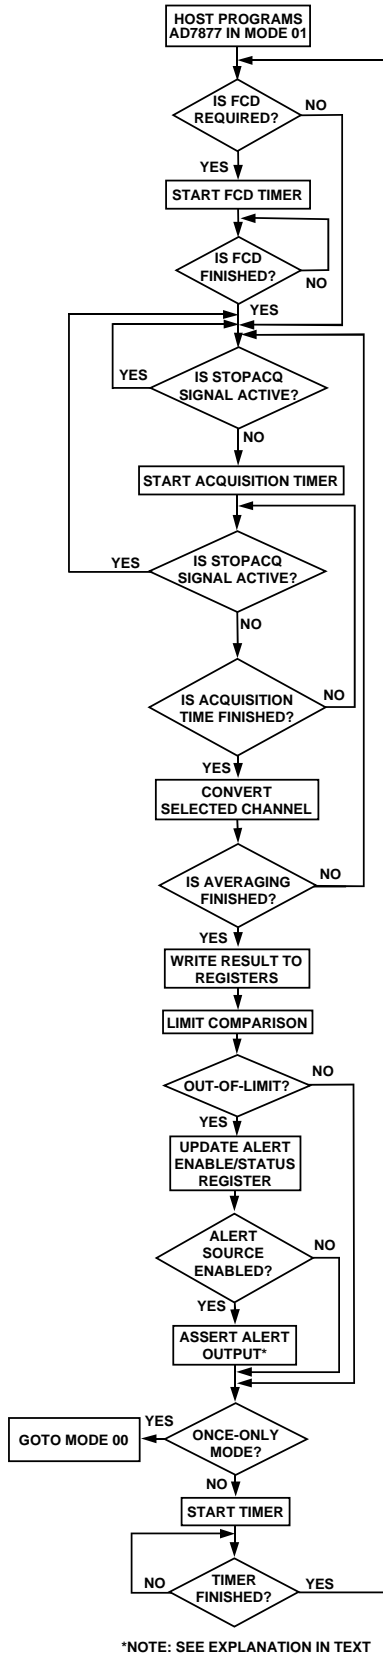 HOST PROGRAMS
AD7877 IN MODE 01
IS FCD
REQUIRED?
NO
YES
START FCD TIMER
IS FCD
FINISHED?
NO
YES
YES
IS STOPACQ
SIGNAL ACTIVE?
NO
START ACQUISITION TIMER
YES
IS STOPACQ
SIGNAL ACTIVE?
NO
IS ACQUISITION
TIME FINISHED?
NO
YES
CONVERT
SELECTED CHANNEL
IS AVERAGING
FINISHED?
NO
YES
WRITE RESULT TO
REGISTERS
LIMIT COMPARISON
OUT-OF-LIMIT?
NO
YES
UPDATE ALERT
ENABLE/STATUS
REGISTER
ALERT
SOURCE
ENABLED?
NO
YES
ASSERT ALERT
OUTPUT*
ONCE-ONLY
MODE?
YES
GOTO MODE 00
NO
START TIMER
TIMER
FINISHED?
NO
YES
*NOTE: SEE EXPLANATION IN TEXT